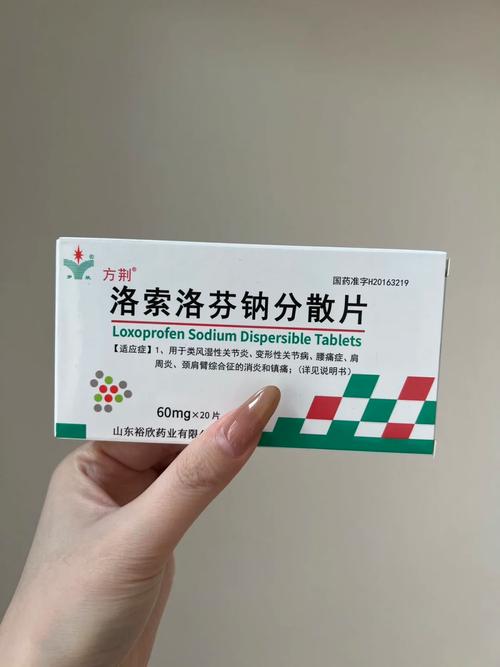 方荆®
国药准字H20163219
洛索洛芬钠分散片
Loxoprofen Sodium Dispersible Tablets
【适应症】1、用于类风湿性关节炎、变形性关节病、腰痛症、肩
周炎、颈肩臂综合征的消炎和镇痛；（详见说明书）
60mg×20片
山东裕欣药业有限